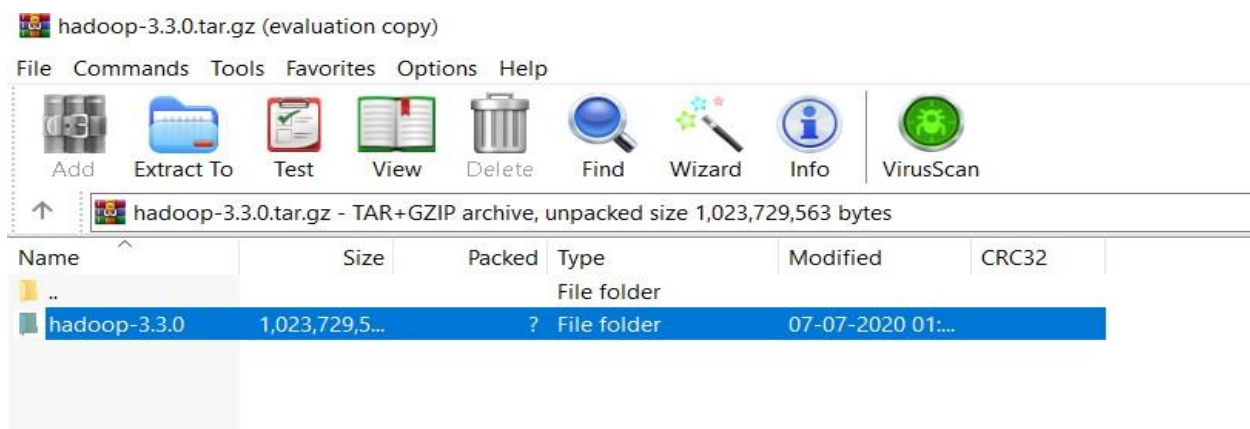 hadoop-3.3.0.tar.gz (evaluation copy)
File Commands Tools Favorites Options Help
Add Extract To Test View Delete Find Wizard Info VirusScan
hadoop-3.3.0.tar.gz - TAR+GZIP archive, unpacked size 1,023,729,563 bytes
Name Size Packed Type Modified CRC32
.. File folder
hadoop-3.3.0 1,023,729,5... ? File folder 07-07-2020 01:...